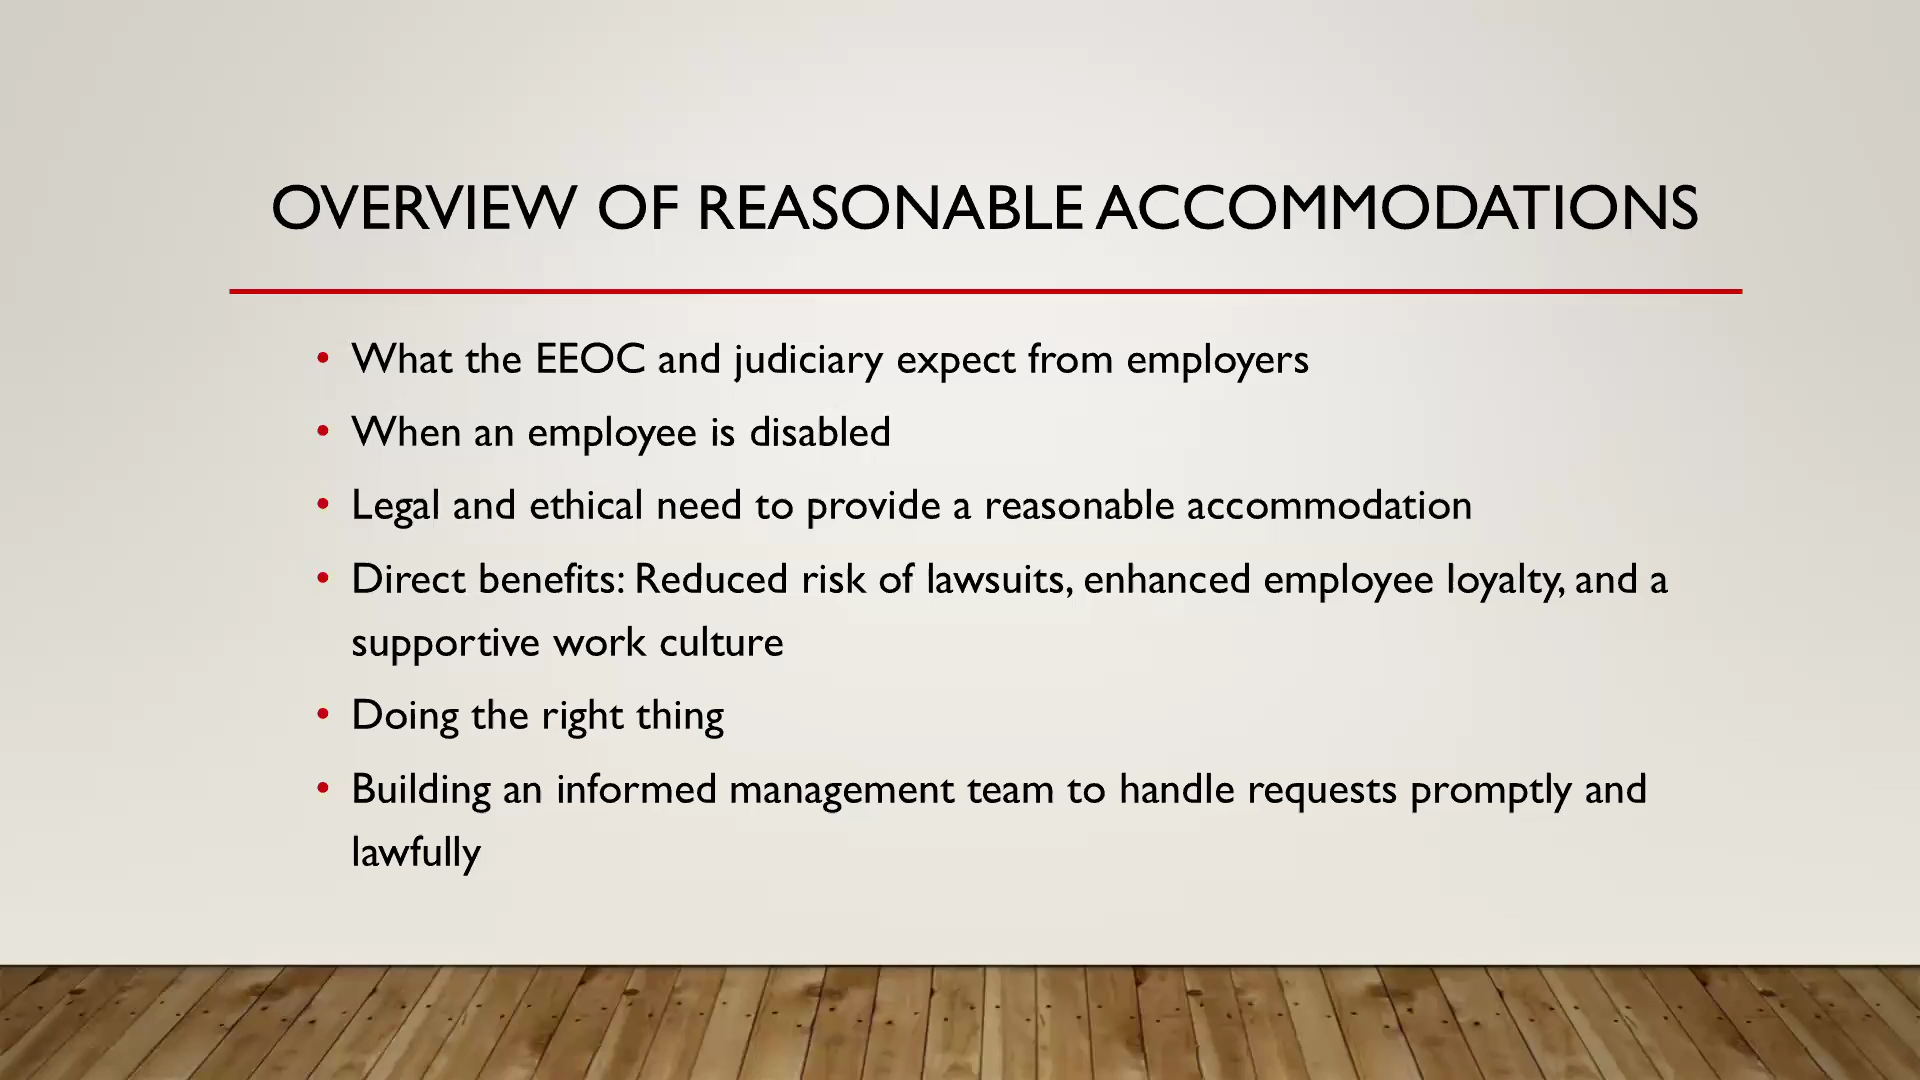 OVERVIEW OF REASONABLE ACCOMMODATIONS
• What the EEOC and judiciary expect from employers
• When an employee is disabled
• Legal and ethical need to provide a reasonable accommodation
• Direct benefits: Reduced risk of lawsuits, enhanced employee loyalty, and a
supportive work culture
• Doing the right thing
• Building an informed management team to handle requests promptly and
lawfully